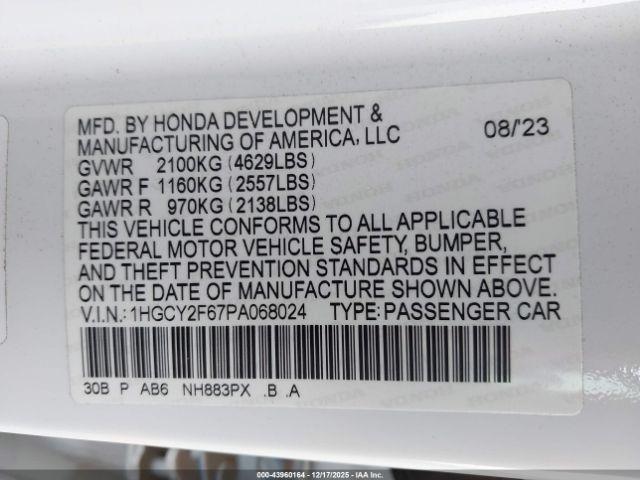 MFD. BY HONDA DEVELOPMENT &
MANUFACTURING OF AMERICA, LLC 08/'23
GVWR 2100KG (4629LBS)
GAWR F 1160KG (2557LBS)
GAWR R 970KG (2138LBS)
THIS VEHICLE CONFORMS TO ALL APPLICABLE
FEDERAL MOTOR VEHICLE SAFETY, BUMPER,
AND THEFT PREVENTION STANDARDS IN EFFECT
ON THE DATE OF MANUFACTURE SHOWN ABOVE.
V.I.N.: 1HGCY2F67PA068024 TYPE: PASSENGER CAR
30B P AB6 NH883PX .B .A
000-43960164 - 12/17/2025 - IAA Inc.